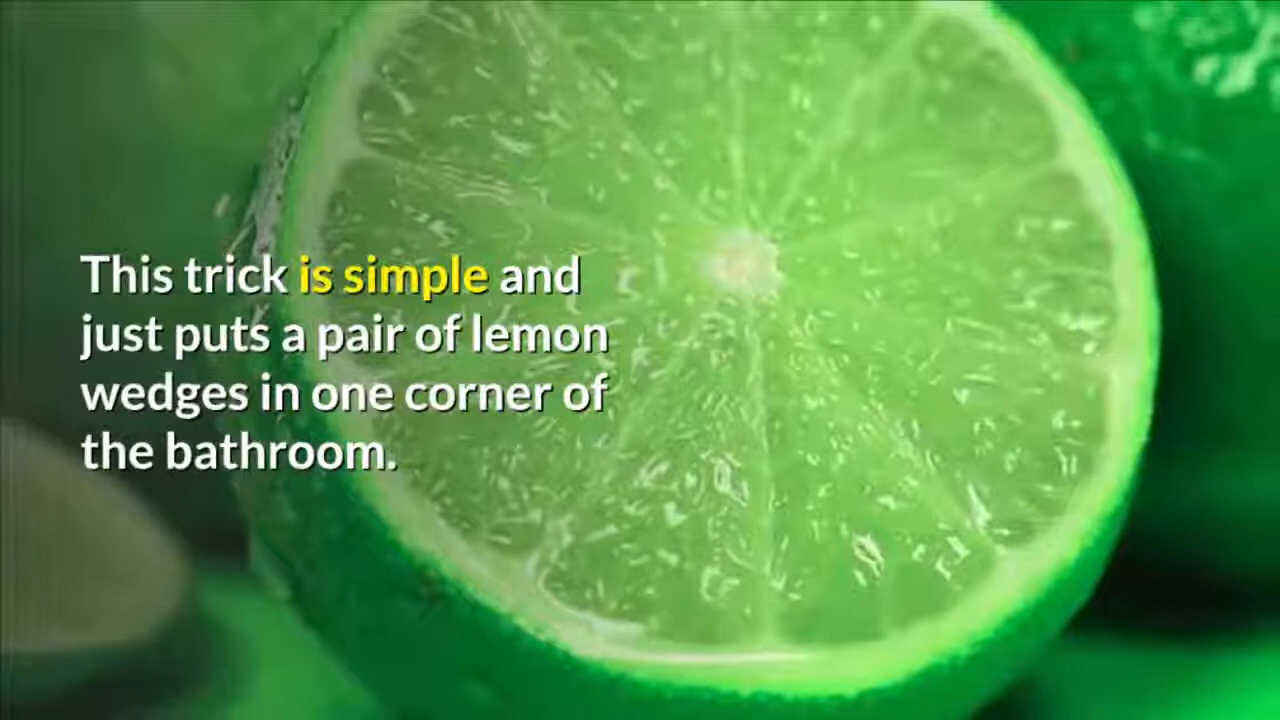 This trick is simple and
just puts a pair of lemon
wedges in one corner of
the bathroom.